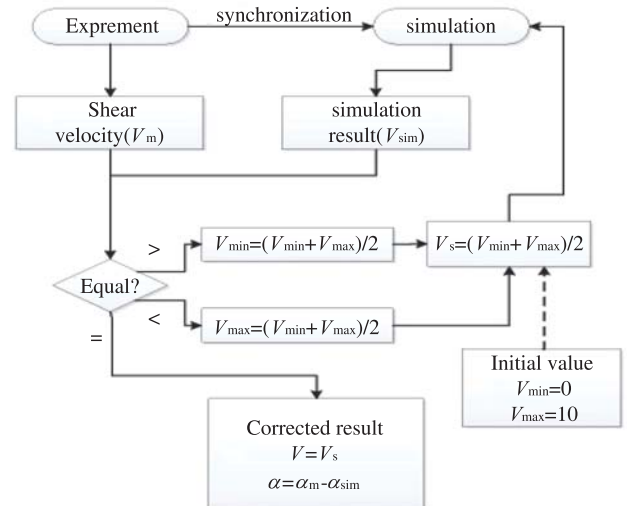 Exprement
synchronization
simulation
Shear
velocity(Vm)
simulation
result(Vsim)
>
Vmin=(Vmin+Vmax)/2
Vs=(Vmin+Vmax)/2
Equal?
<
Vmax=(Vmin+Vmax)/2
=
Initial value
Vmin=0
Vmax=10
Corrected result
V=Vs
α=αm-αsim